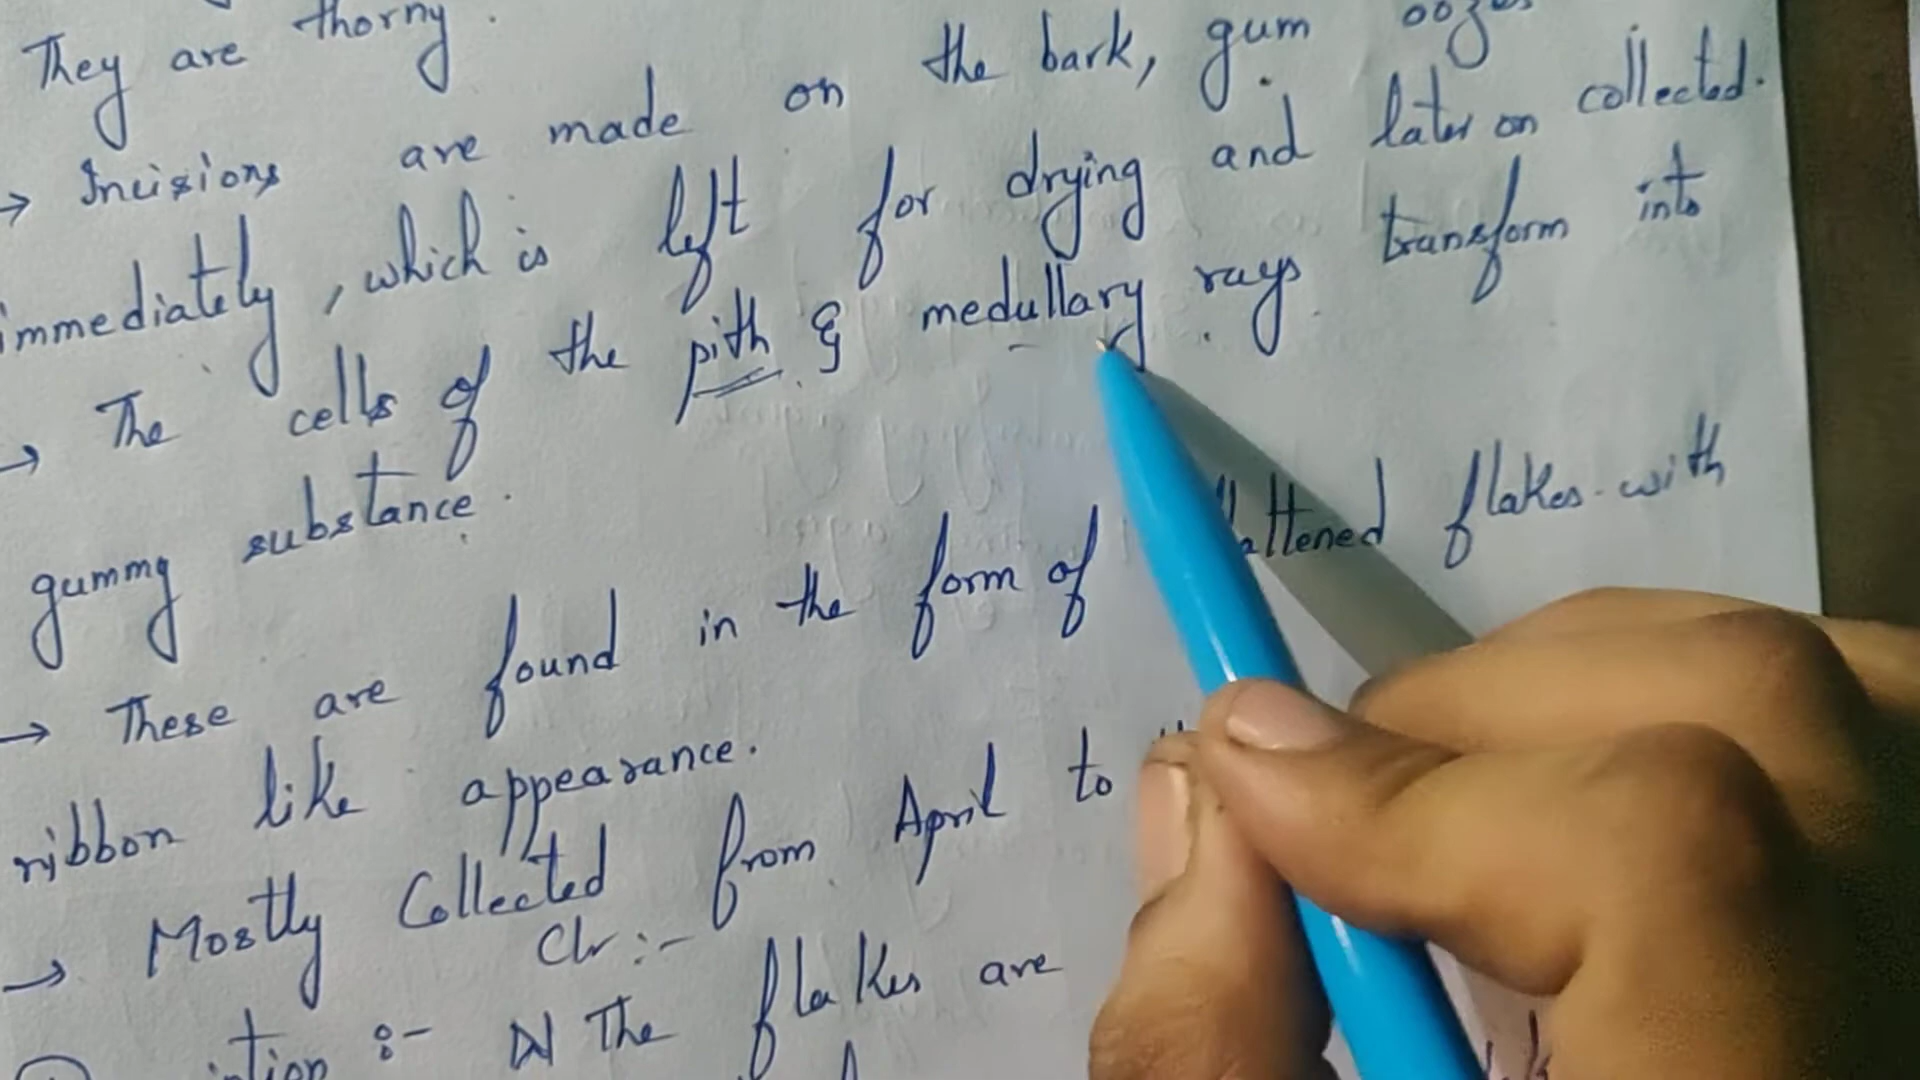 They are thorny.
→ Incisions are made on the bark, gum oozes
immediately, which is left for drying and later on collected.
→ The cells of the pith & medullary rays transform into
gummy substance.
→ These are found in the form of flattened flakes with
ribbon like appearance.
→ Mostly Collected from April to
Clr :-
:- The flakes are